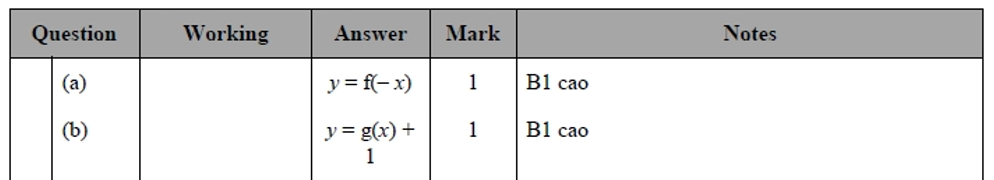 Question Working Answer Mark Notes
(a) y = f(– x) 1 B1 cao
(b) y = g(x) + 1 B1 cao
1